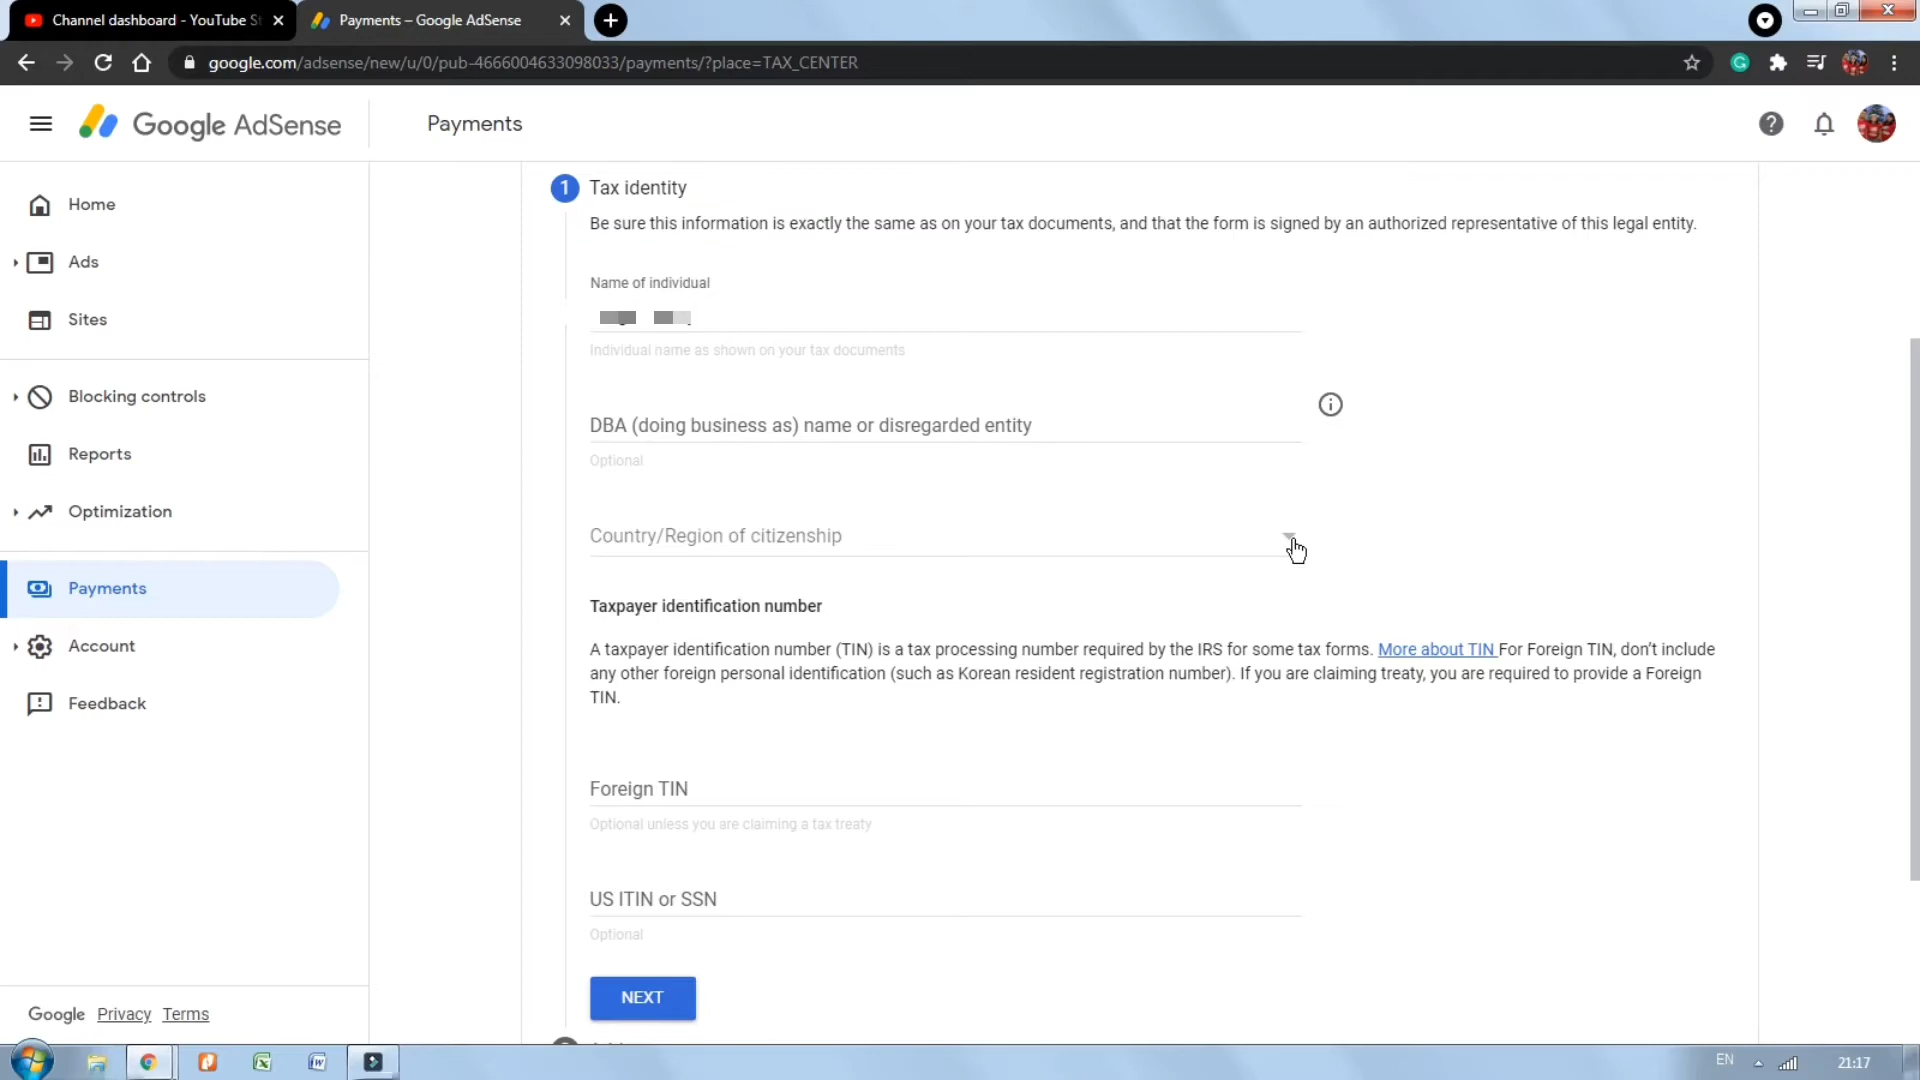 Channel dashboard - YouTube St
Payments – Google AdSense
google.com/adsense/new/u/0/pub-4666004633098033/payments/?place=TAX_CENTER
Google AdSense
Payments
Home
Ads
Sites
Blocking controls
Reports
Optimization
Payments
Account
Feedback
Google Privacy Terms
1 Tax identity
Be sure this information is exactly the same as on your tax documents, and that the form is signed by an authorized representative of this legal entity.
Name of individual
Individual name as shown on your tax documents
DBA (doing business as) name or disregarded entity
Optional
Country/Region of citizenship
Taxpayer identification number
A taxpayer identification number (TIN) is a tax processing number required by the IRS for some tax forms. More about TIN For Foreign TIN, don't include
any other foreign personal identification (such as Korean resident registration number). If you are claiming treaty, you are required to provide a Foreign
TIN.
Foreign TIN
Optional unless you are claiming a tax treaty
US ITIN or SSN
Optional
NEXT
EN
21:17